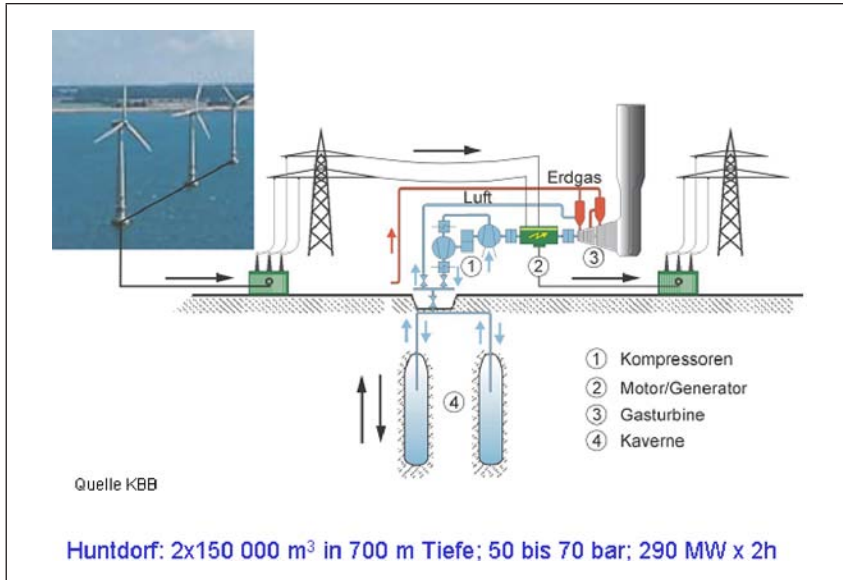 Erdgas
Luft
1
2
3
4
① Kompressoren
② Motor/Generator
③ Gasturbine
④ Kaverne
Quelle KBB
Huntdorf: 2x150 000 m³ in 700 m Tiefe; 50 bis 70 bar; 290 MW x 2h